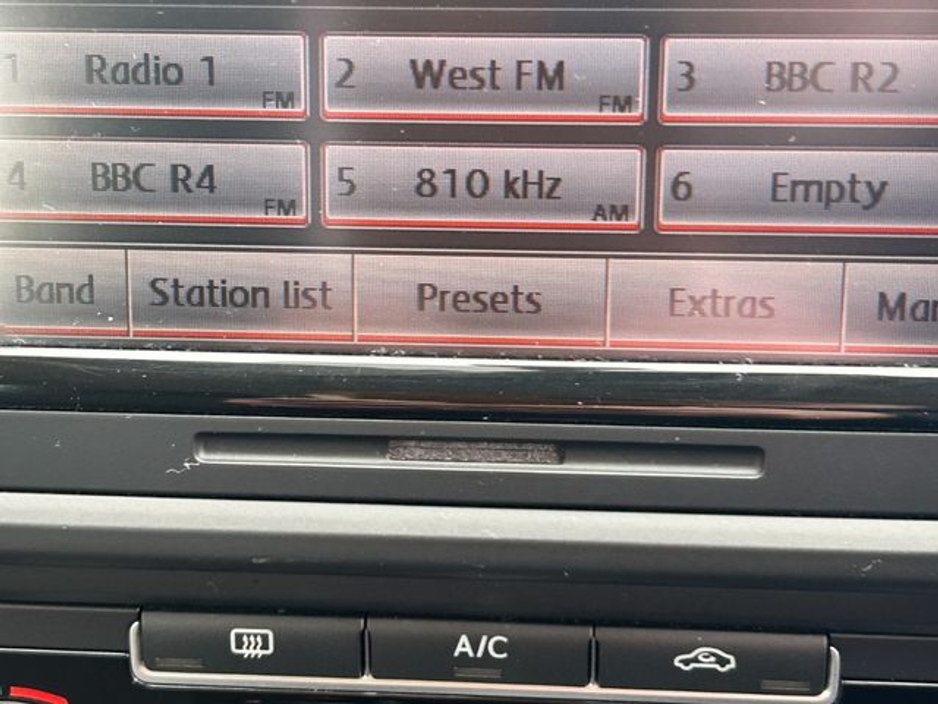 1 Radio 1 FM
2 West FM FM
3 BBC R2
4 BBC R4 FM
5 810 kHz AM
6 Empty
Band Station list Presets Extras
A/C